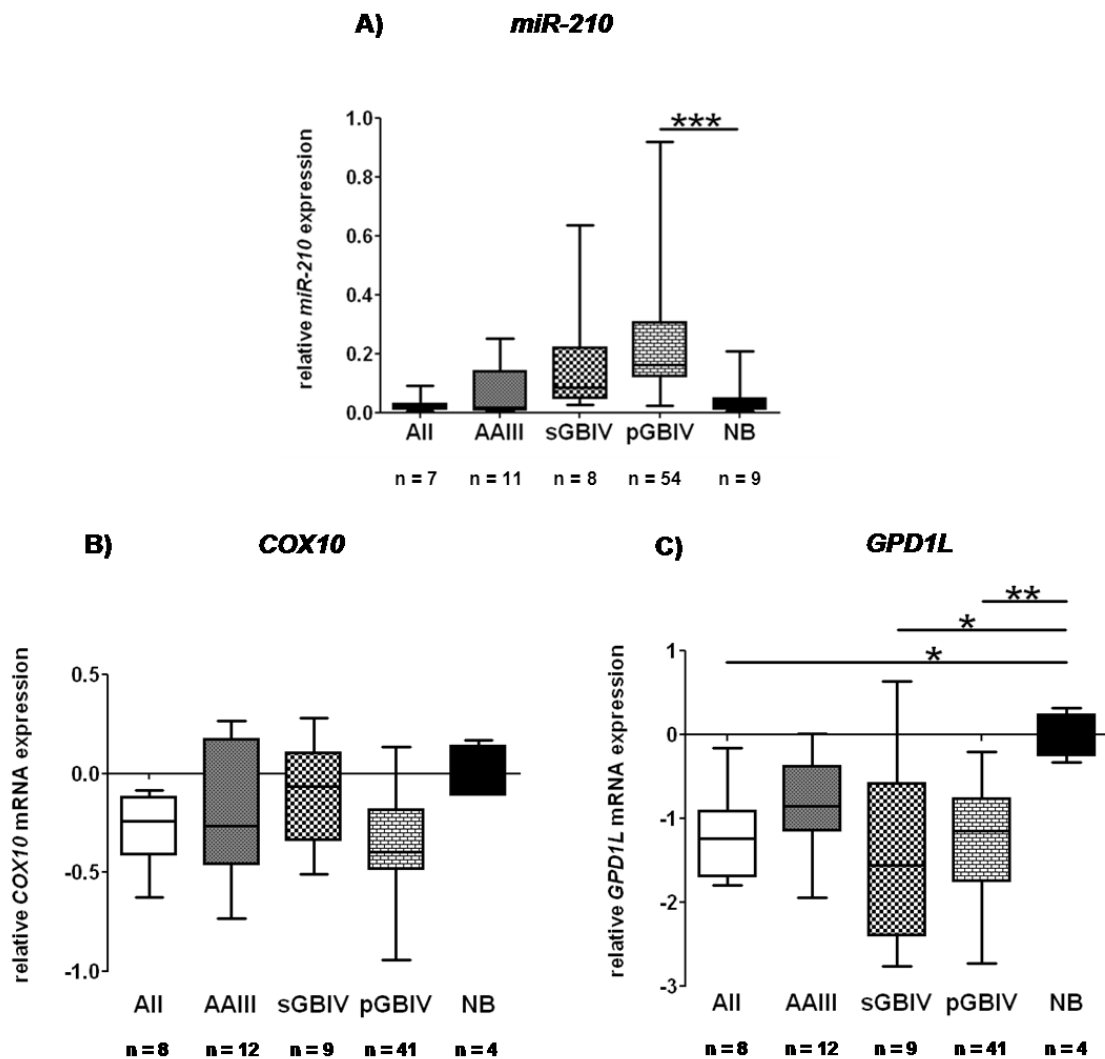 A) miR-210
relative miR-210 expression
1.0
0.8
0.6
0.4
0.2
0.0
***
AII AAIII sGBIV pGBIV NB
n = 7 n = 11 n = 8 n = 54 n = 9
B) COX10
relative COX10 mRNA expression
0.5
0.0
-0.5
-1.0
AII AAIII sGBIV pGBIV NB
n = 8 n = 12 n = 9 n = 41 n = 4
C) GPD1L
relative GPD1L mRNA expression
**
*
*
1
0
-1
-2
-3
AII AAIII sGBIV pGBIV NB
n = 8 n = 12 n = 9 n = 41 n = 4